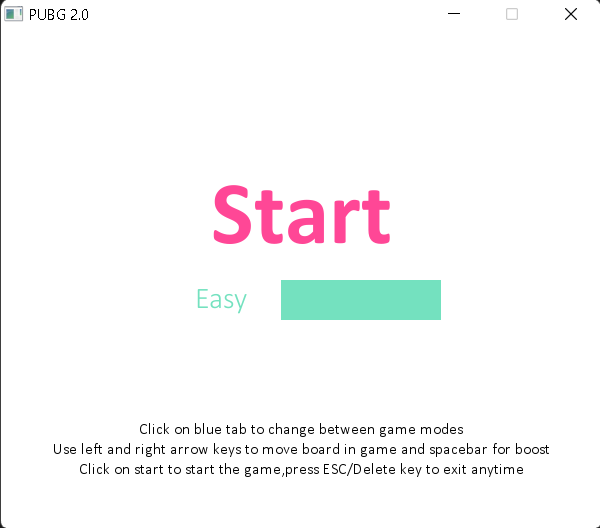 PUBG 2.0
Start
Easy
Click on blue tab to change between game modes
Use left and right arrow keys to move board in game and spacebar for boost
Click on start to start the game,press ESC/Delete key to exit anytime